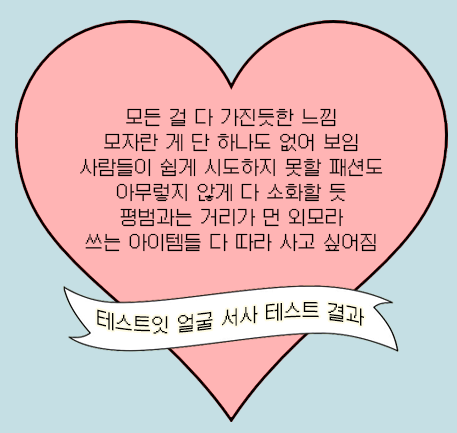 모든 걸 다 가진듯한 느낌
모자란 게 단 하나도 없어 보임
사람들이 쉽게 시도하지 못할 패션도
아무렇지 않게 다 소화할 듯
평범과는 거리가 먼 외모라
쓰는 아이템들 다 따라 사고 싶어짐
테스트잇 얼굴 서사 테스트 결과